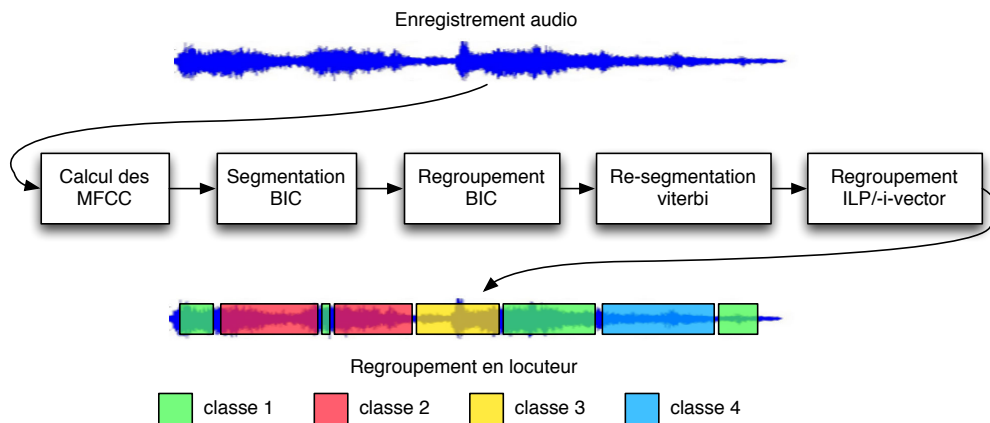 Enregistrement audio
Calcul des
MFCC
Segmentation
BIC
Regroupement
BIC
Re-segmentation
viterbi
Regroupement
ILP/-i-vector
Regroupement en locuteur
classe 1
classe 2
classe 3
classe 4